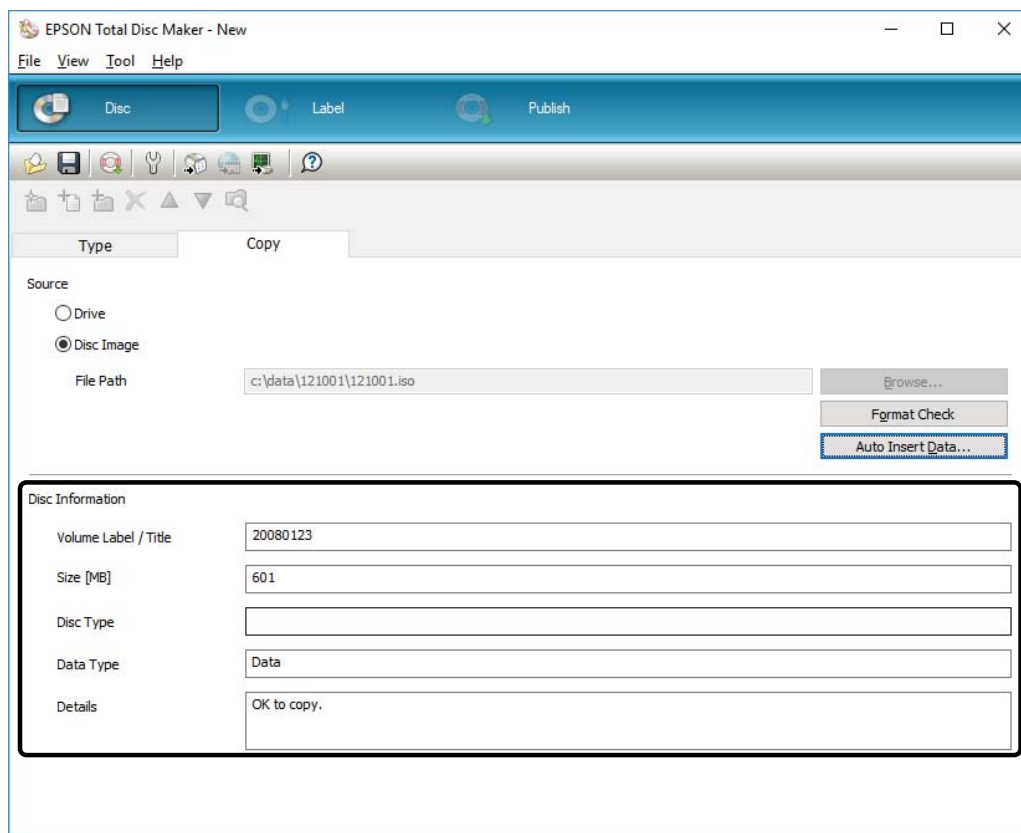 EPSON Total Disc Maker - New
File View Tool Help
Disc Label Publish
Type Copy
Source
Drive
Disc Image
File Path c:\data\121001\121001.iso Browse...
Format Check
Auto Insert Data...
Disc Information
Volume Label / Title 20080123
Size [MB] 601
Disc Type
Data Type Data
Details OK to copy.